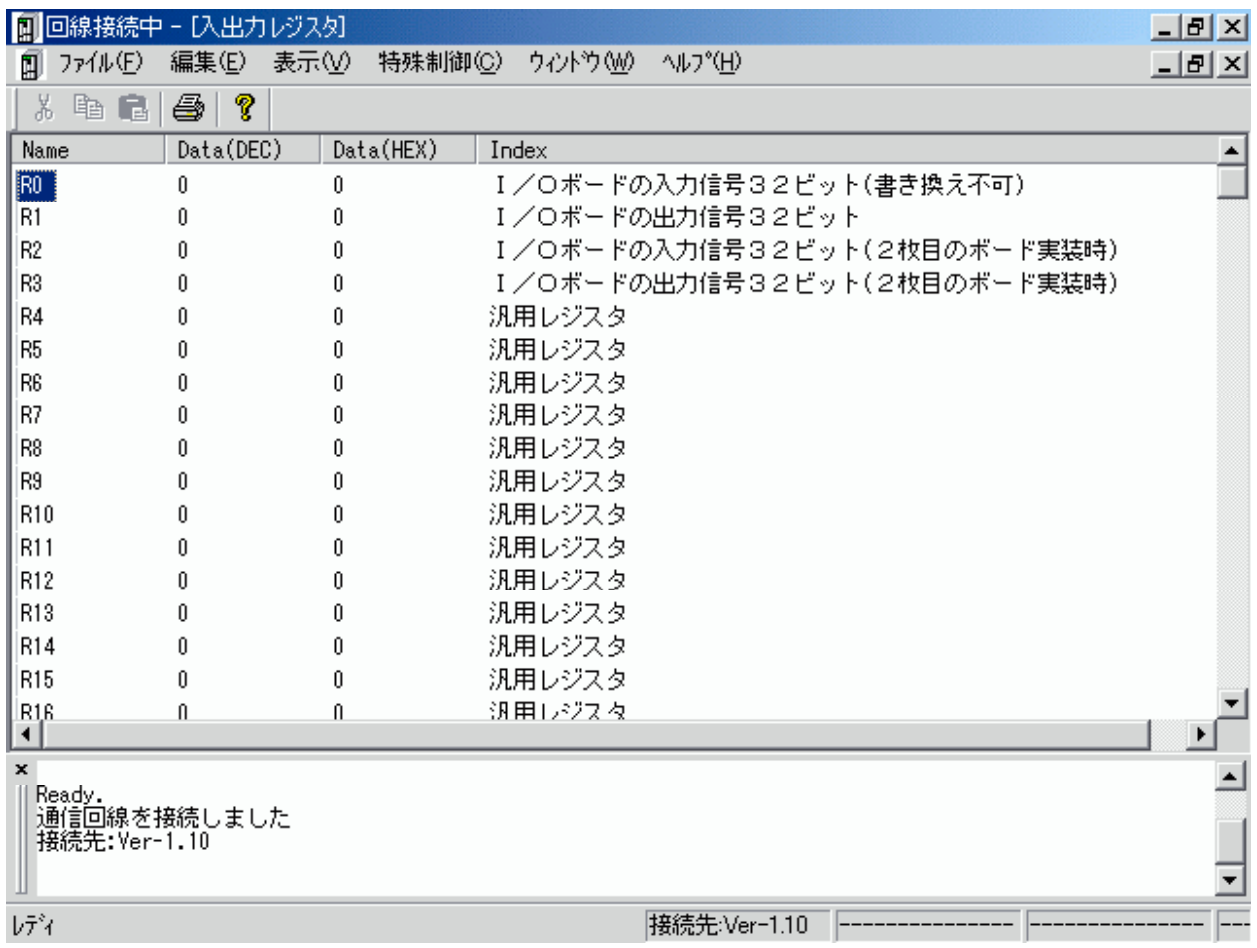 回線接続中 - [入出力レジスタ]
ファイル(F) 編集(E) 表示(V) 特殊制御(C) ウィンドウ(W) ヘルプ(H)
Name Data(DEC) Data(HEX) Index
R0 0 0 I／Oボードの入力信号３２ビット(書き換え不可)
R1 0 0 I／Oボードの出力信号３２ビット
R2 0 0 I／Oボードの入力信号３２ビット(２枚目のボード実装時)
R3 0 0 I／Oボードの出力信号３２ビット(２枚目のボード実装時)
R4 0 0 汎用レジスタ
R5 0 0 汎用レジスタ
R6 0 0 汎用レジスタ
R7 0 0 汎用レジスタ
R8 0 0 汎用レジスタ
R9 0 0 汎用レジスタ
R10 0 0 汎用レジスタ
R11 0 0 汎用レジスタ
R12 0 0 汎用レジスタ
R13 0 0 汎用レジスタ
R14 0 0 汎用レジスタ
R15 0 0 汎用レジスタ
R16 0 0 汎用レジスタ
Ready.
通信回線を接続しました
接続先:Ver-1.10
レディ 接続先:Ver-1.10 --------------- --------------- ---